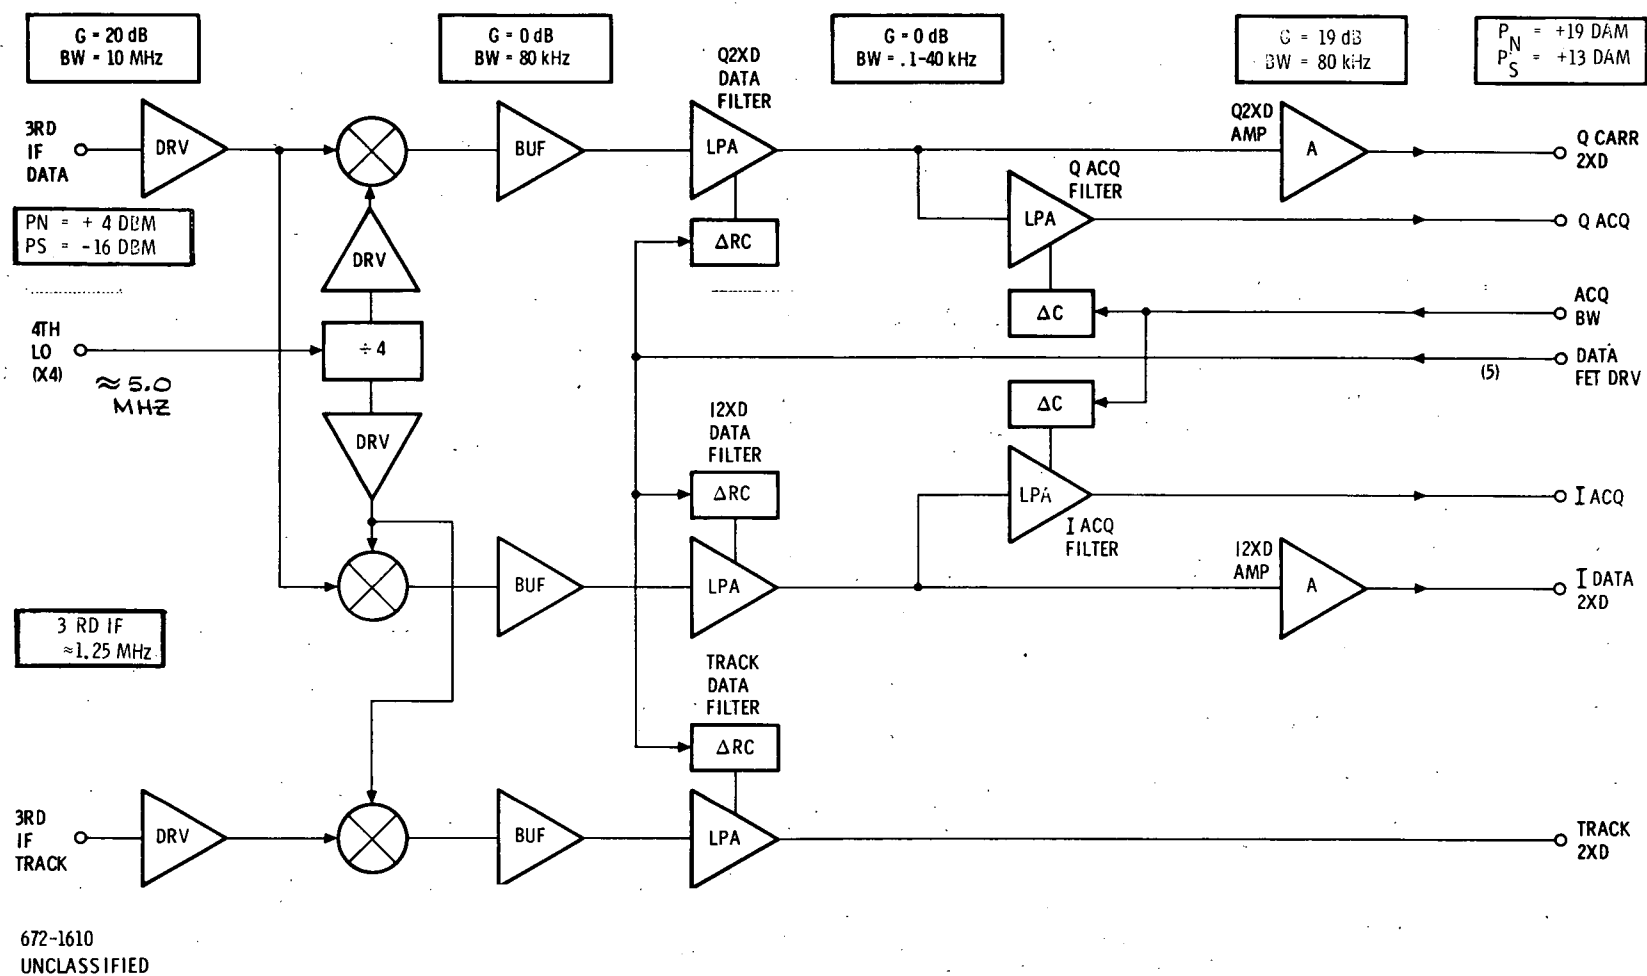 G = 20 dB
BW = 10 MHz
G = 0 dB
BW = 80 kHz
G = 0 dB
BW = .1-40 kHz
G = 19 dB
BW = 80 kHz
PN = +19 DAM
PS = +13 DAM
Q2XD
DATA
FILTER
3RD
IF
DATA
DRV
BUF
LPA
Q2XD
AMP
A
Q CARR
2XD
PN = + 4 DBM
PS = -16 DBM
Q ACQ
FILTER
LPA
Q ACQ
ΔRC
DRV
ΔC
ACQ
BW
4TH
LO
(X4)
÷ 4
≈ 5.0
MHZ
DATA
FET DRV
(5)
ΔC
DRV
I2XD
DATA
FILTER
ΔRC
LPA
I ACQ
FILTER
I ACQ
BUF
LPA
I2XD
AMP
A
I DATA
2XD
3 RD IF
≈1.25 MHz
TRACK
DATA
FILTER
ΔRC
3RD
IF
TRACK
DRV
BUF
LPA
TRACK
2XD
672-1610
UNCLASSIFIED